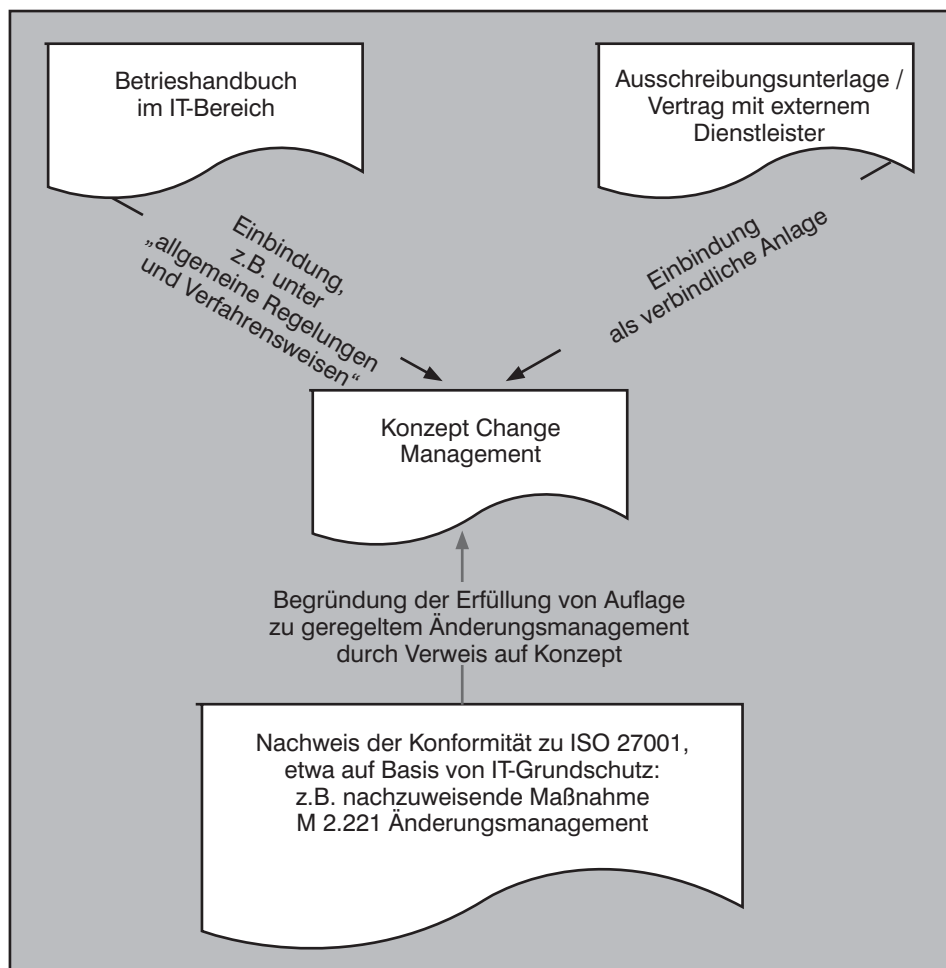 Betrieshandbuch
im IT-Bereich
Ausschreibungsunterlage /
Vertrag mit externem
Dienstleister
Einbindung,
z.B. unter
„allgemeine Regelungen
und Verfahrensweisen“
Einbindung
als verbindliche Anlage
Konzept Change
Management
Begründung der Erfüllung von Auflage
zu geregeltem Änderungsmanagement
durch Verweis auf Konzept
Nachweis der Konformität zu ISO 27001,
etwa auf Basis von IT-Grundschutz:
z.B. nachzuweisende Maßnahme
M 2.221 Änderungsmanagement